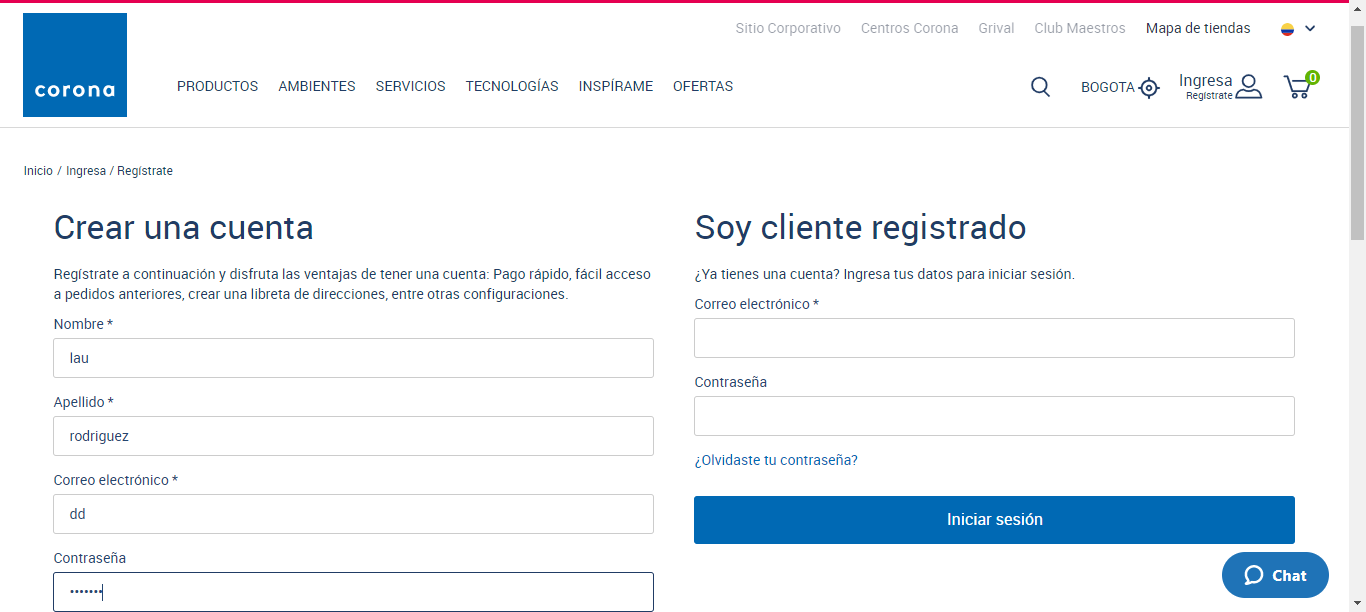 Sitio Corporativo Centros Corona Grival Club Maestros Mapa de tiendas
corona
PRODUCTOS AMBIENTES SERVICIOS TECNOLOGÍAS INSPÍRAME OFERTAS
BOGOTA
Ingresa
Regístrate
0
Inicio / Ingresa / Regístrate
Crear una cuenta
Regístrate a continuación y disfruta las ventajas de tener una cuenta: Pago rápido, fácil acceso
a pedidos anteriores, crear una libreta de direcciones, entre otras configuraciones.
Nombre *
lau
Apellido *
rodriguez
Correo electrónico *
dd
Contraseña
•••••••
Soy cliente registrado
¿Ya tienes una cuenta? Ingresa tus datos para iniciar sesión.
Correo electrónico *
Contraseña
¿Olvidaste tu contraseña?
Iniciar sesión
Chat